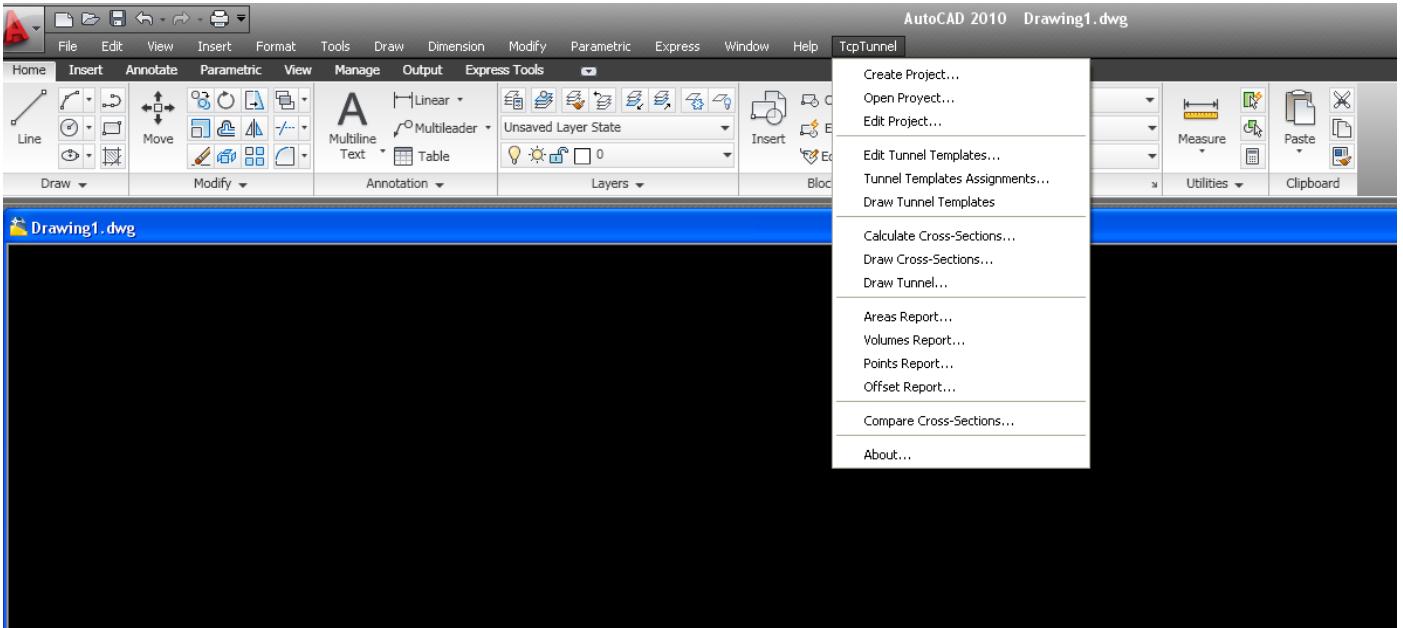 AutoCAD 2010 Drawing1.dwg
File Edit View Insert Format Tools Draw Dimension Modify Parametric Express Window Help TcpTunnel
Home Insert Annotate Parametric View Manage Output Express Tools
Line
Move
A
Multiline
Text
Linear
Multileader
Table
Unsaved Layer State
0
Insert
Measure
Paste
Draw Modify Annotation Layers Utilities Clipboard
Create Project...
Open Proyect...
Edit Project...
Edit Tunnel Templates...
Tunnel Templates Assignments...
Draw Tunnel Templates
Calculate Cross-Sections...
Draw Cross-Sections...
Draw Tunnel...
Areas Report...
Volumes Report...
Points Report...
Offset Report...
Compare Cross-Sections...
About...
Drawing1.dwg